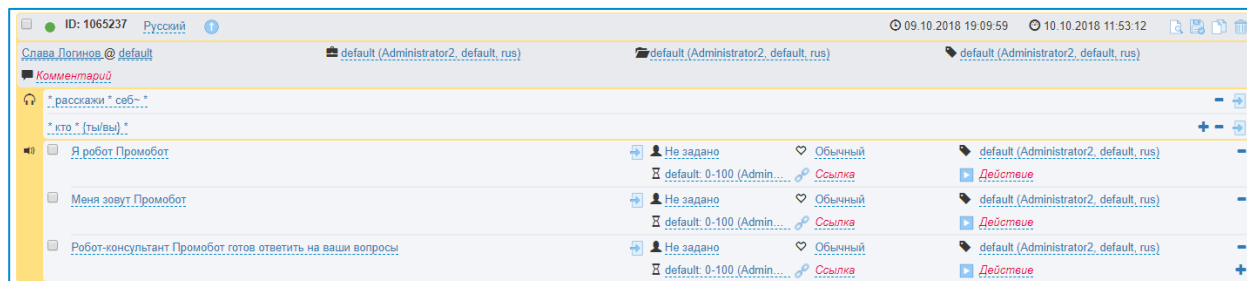 ID: 1065237 Русский 09.10.2018 19:09:59 10.10.2018 11:53:12
Слава Логинов @ default default (Administrator2, default, rus) default (Administrator2, default, rus) default (Administrator2, default, rus)
Комментарий
* расскажи * себ~ *
* кто * {ты/вы} *
Я робот Промобот Не задано Обычный default (Administrator2, default, rus)
default: 0-100 (Admin... Ссылка Действие
Меня зовут Промобот Не задано Обычный default (Administrator2, default, rus)
default: 0-100 (Admin... Ссылка Действие
Робот-консультант Промобот готов ответить на ваши вопросы Не задано Обычный default (Administrator2, default, rus)
default: 0-100 (Admin... Ссылка Действие